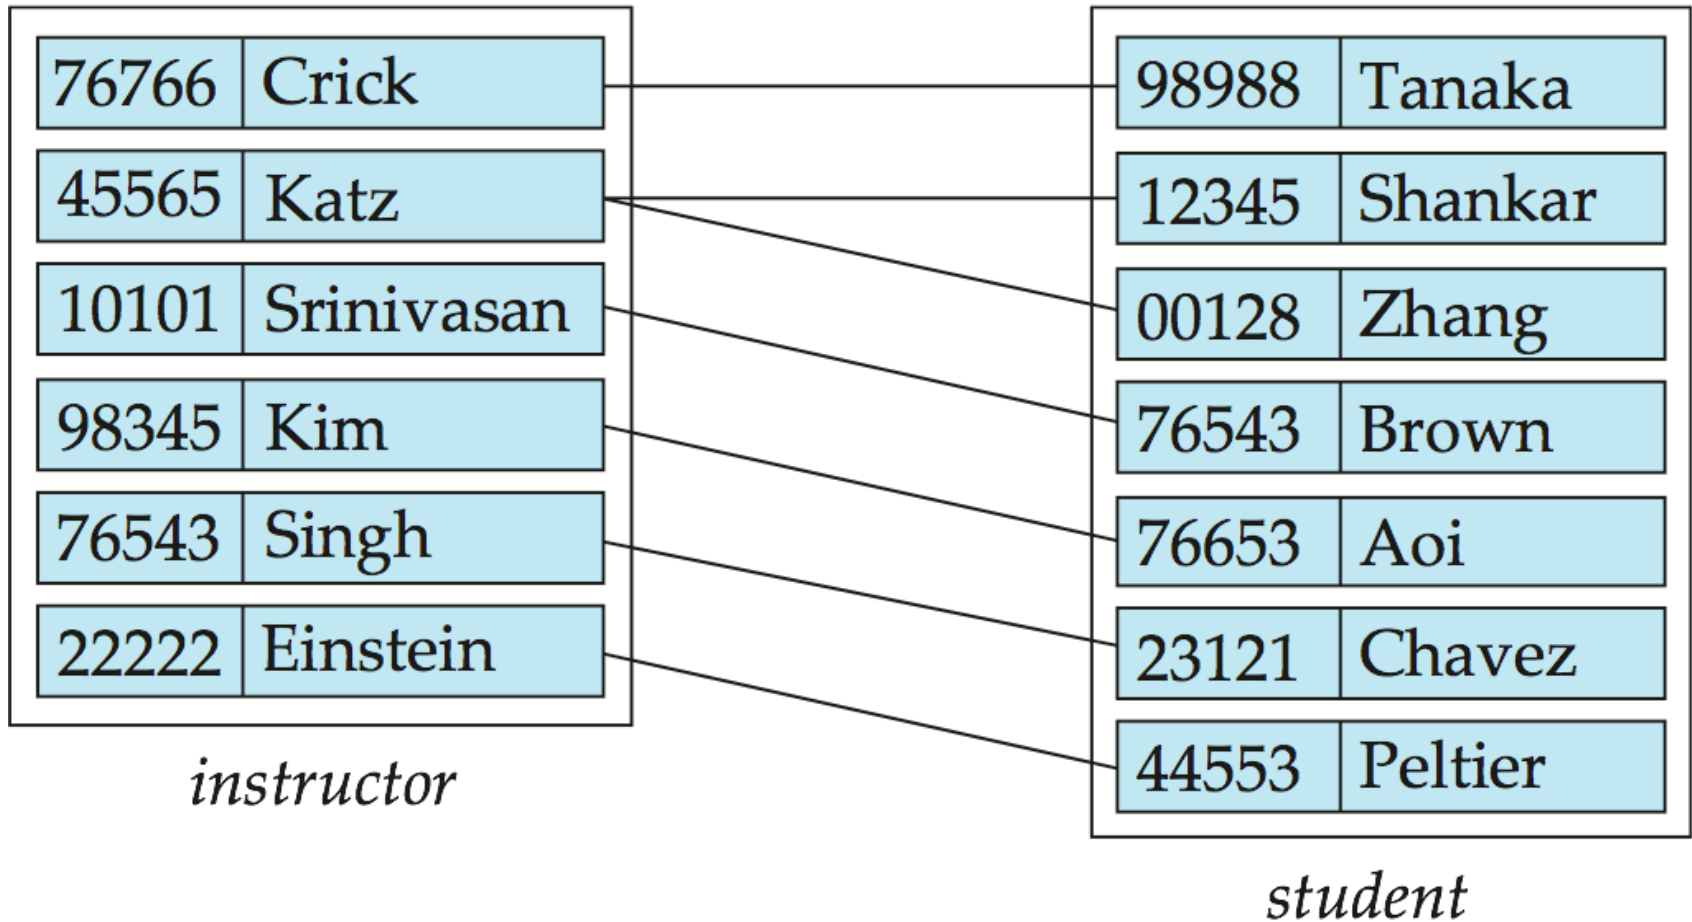 76766 Crick
45565 Katz
10101 Srinivasan
98345 Kim
76543 Singh
22222 Einstein
instructor
98988 Tanaka
12345 Shankar
00128 Zhang
76543 Brown
76653 Aoi
23121 Chavez
44553 Peltier
student